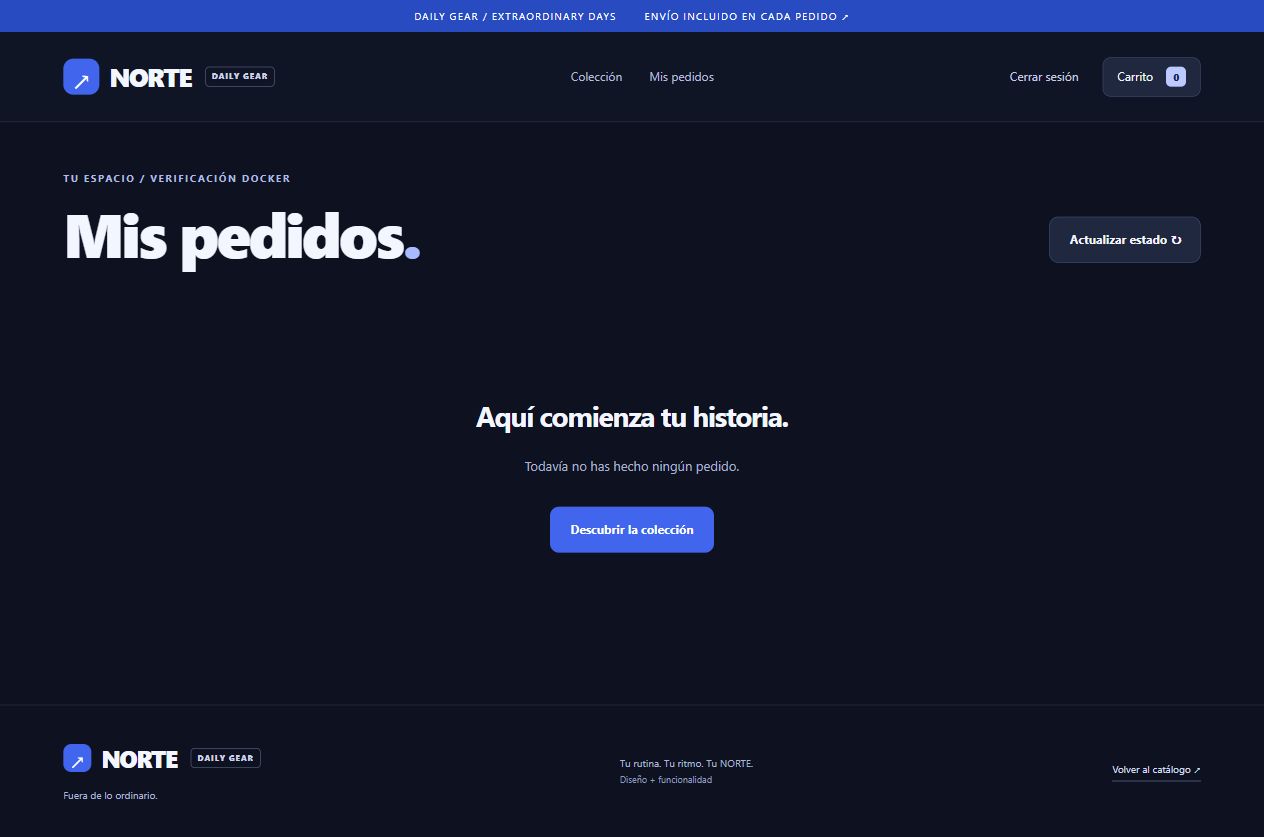 DAILY GEAR / EXTRAORDINARY DAYS ENVÍO INCLUIDO EN CADA PEDIDO ↗
↗ NORTE DAILY GEAR Colección Mis pedidos Cerrar sesión Carrito 0
TU ESPACIO / VERIFICACIÓN DOCKER
Mis pedidos.
Actualizar estado ↻
Aquí comienza tu historia.
Todavía no has hecho ningún pedido.
Descubrir la colección
↗ NORTE DAILY GEAR
Fuera de lo ordinario.
Tu rutina. Tu ritmo. Tu NORTE.
Diseño + funcionalidad
Volver al catálogo ↗